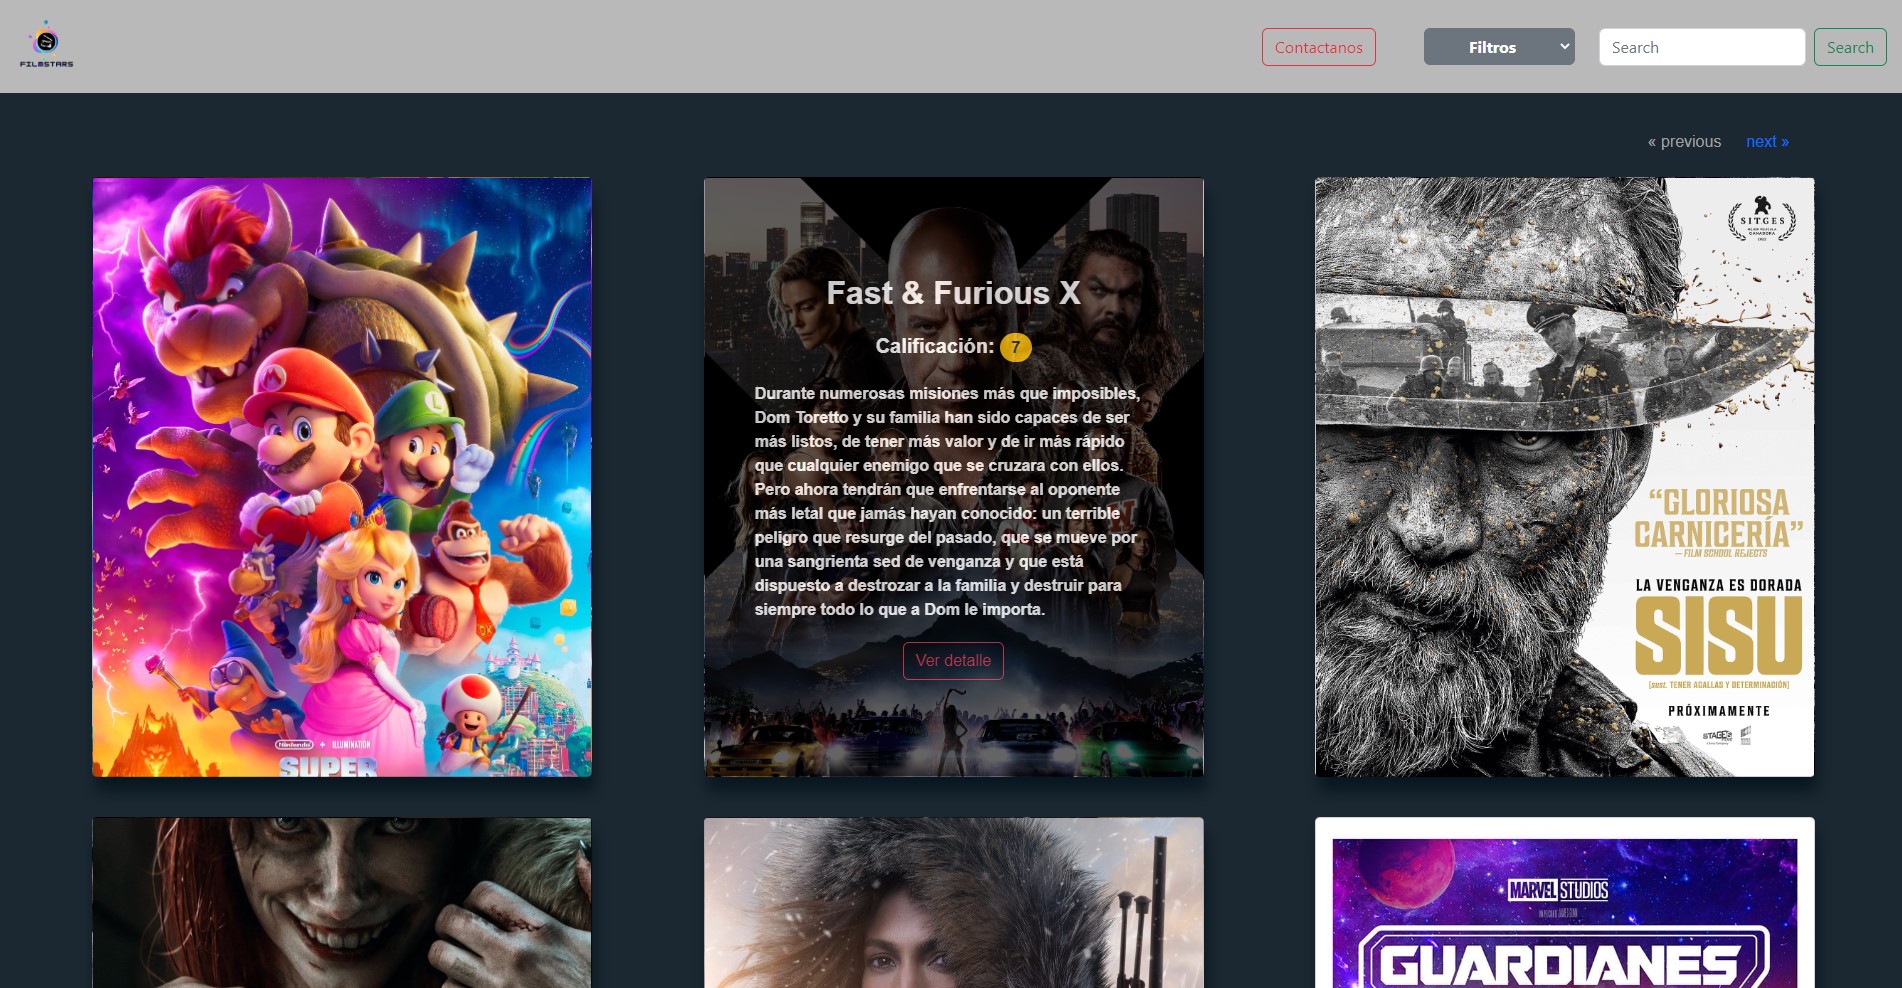 FILMSTARS
Contactanos
Filtros
Search
Search
« previous
next »
Nintendo + ILLUMINATION
SUPER
Fast & Furious X
Calificación: 7
Durante numerosas misiones más que imposibles,
Dom Toretto y su familia han sido capaces de ser
más listos, de tener más valor y de ir más rápido
que cualquier enemigo que se cruzara con ellos.
Pero ahora tendrán que enfrentarse al oponente
más letal que jamás hayan conocido: un terrible
peligro que resurge del pasado, que se mueve por
una sangrienta sed de venganza y que está
dispuesto a destrozar a la familia y destruir para
siempre todo lo que a Dom le importa.
Ver detalle
SITGES
“GLORIOSA
CARNICERÍA”
— FILM SCHOOL REJECTS
LA VENGANZA ES DORADA
SISU
[sust. TENER AGALLAS Y DETERMINACIÓN]
PRÓXIMAMENTE
MARVEL STUDIOS
GUARDIANES